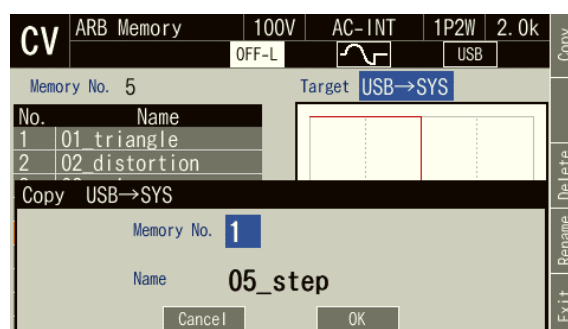 CV ARB Memory 100V AC-INT 1P2W 2.0k
OFF-L USB
Memory No. 5 Target USB→SYS
No. Name
1 01_triangle
2 02_distortion
Copy USB→SYS
Memory No. 1
Name 05_step
Cancel OK
Copy
Delete
Rename
Exit